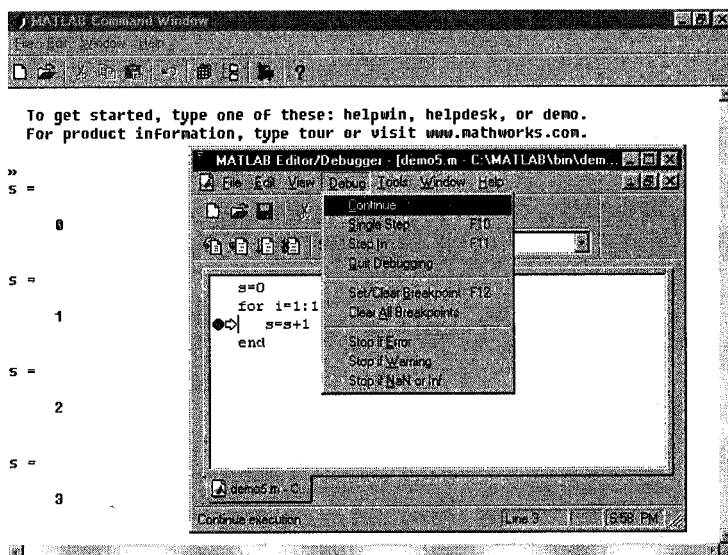 MATLAB Command Window
File Edit Window Help
To get started, type one of these: helpwin, helpdesk, or demo.
For product information, type tour or visit www.mathworks.com.
»
s =
0
s =
1
s =
2
s =
3
MATLAB Editor/Debugger - [demo5.m - C:\MATLAB\bin\dem...
File Edit View Debug Tools Window Help
Continue
Single Step F10
Step In F11
Quit Debugging
Set/Clear Breakpoint F12
Clear All Breakpoints
Stop if Error
Stop if Warning
Stop if NaN or Inf
s=0
for i=1:1
s=s+1
end
demo5.m - C
Continue execution
Line 3
6:58 PM